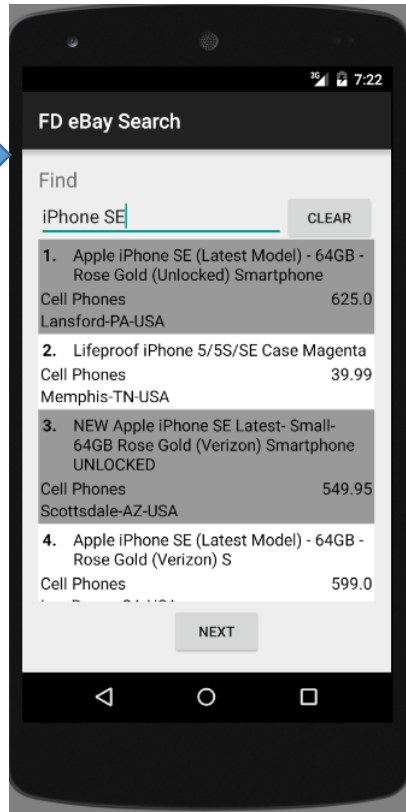 3G 7:22
FD eBay Search
Find
iPhone SE CLEAR
1. Apple iPhone SE (Latest Model) - 64GB -
Rose Gold (Unlocked) Smartphone
Cell Phones 625.0
Lansford-PA-USA
2. Lifeproof iPhone 5/5S/SE Case Magenta
Cell Phones 39.99
Memphis-TN-USA
3. NEW Apple iPhone SE Latest- Small-
64GB Rose Gold (Verizon) Smartphone
UNLOCKED
Cell Phones 549.95
Scottsdale-AZ-USA
4. Apple iPhone SE (Latest Model) - 64GB -
Rose Gold (Verizon) S
Cell Phones 599.0
NEXT